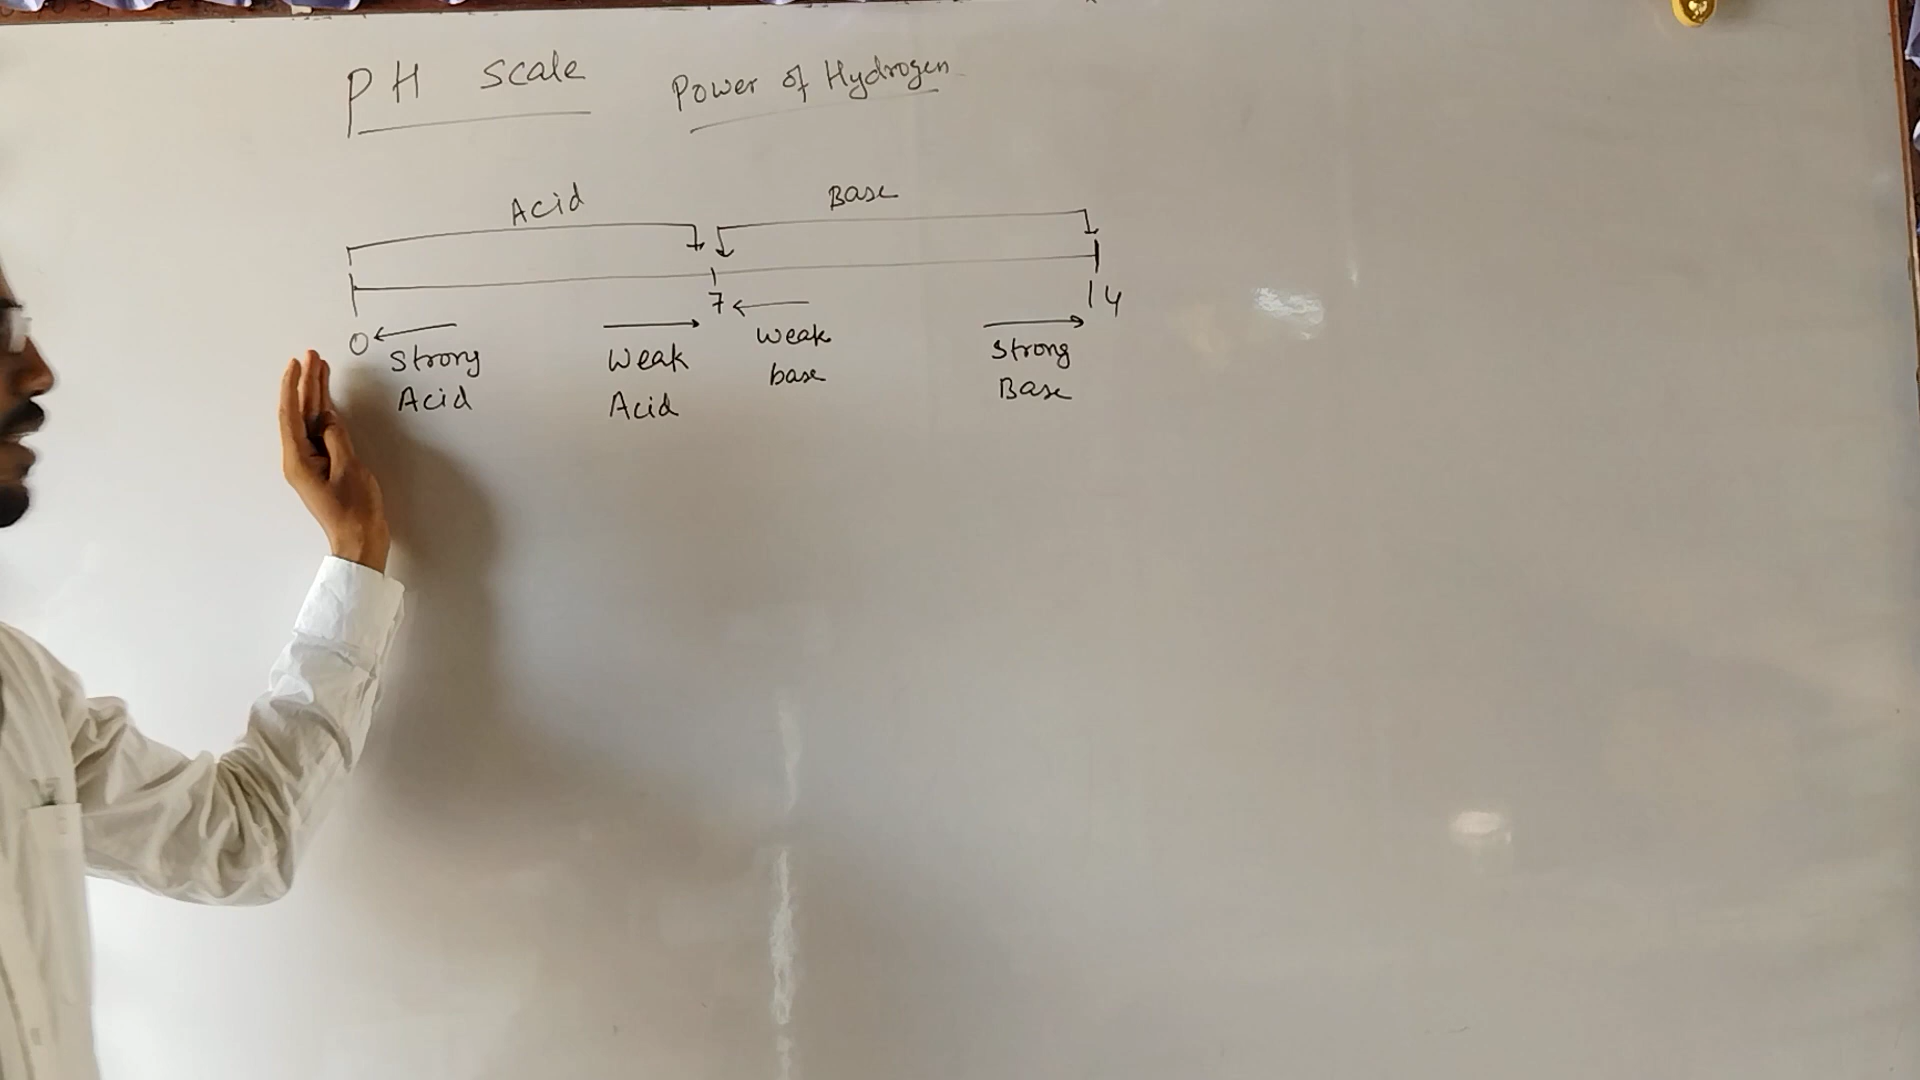 PH Scale Power of Hydrogen
Acid Base
0 7 14
Strong Acid
Weak Acid
Weak base
Strong Base